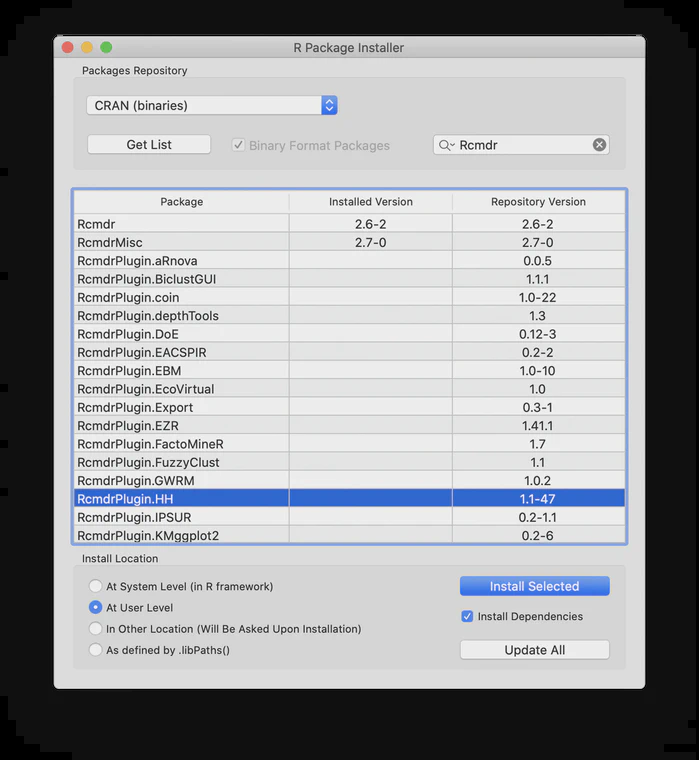 R Package Installer
Packages Repository
CRAN (binaries)
Get List Binary Format Packages Rcmdr
Package Installed Version Repository Version
Rcmdr 2.6-2 2.6-2
RcmdrMisc 2.7-0 2.7-0
RcmdrPlugin.aRnova 0.0.5
RcmdrPlugin.BiclustGUI 1.1.1
RcmdrPlugin.coin 1.0-22
RcmdrPlugin.depthTools 1.3
RcmdrPlugin.DoE 0.12-3
RcmdrPlugin.EACSPIR 0.2-2
RcmdrPlugin.EBM 1.0-10
RcmdrPlugin.EcoVirtual 1.0
RcmdrPlugin.Export 0.3-1
RcmdrPlugin.EZR 1.41.1
RcmdrPlugin.FactoMineR 1.7
RcmdrPlugin.FuzzyClust 1.1
RcmdrPlugin.GWRM 1.0.2
RcmdrPlugin.HH 1.1-47
RcmdrPlugin.IPSUR 0.2-1.1
RcmdrPlugin.KMggplot2 0.2-6
Install Location
At System Level (in R framework) Install Selected
At User Level Install Dependencies
In Other Location (Will Be Asked Upon Installation)
As defined by .libPaths() Update All